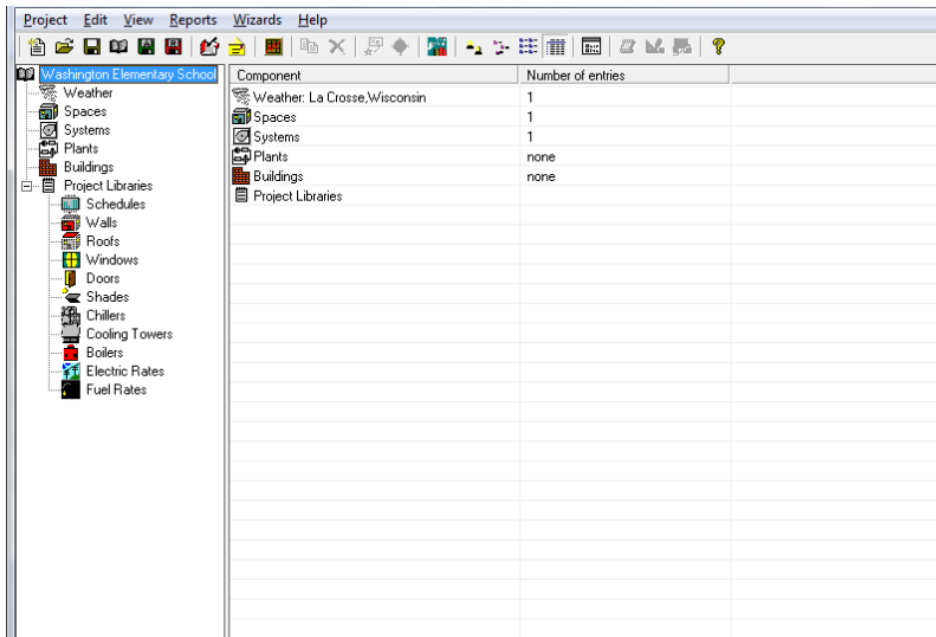 Project Edit View Reports Wizards Help
Washington Elementary School
Weather
Spaces
Systems
Plants
Buildings
Project Libraries
Schedules
Walls
Roofs
Windows
Doors
Shades
Chillers
Cooling Towers
Boilers
Electric Rates
Fuel Rates
Component Number of entries
Weather: La Crosse,Wisconsin 1
Spaces 1
Systems 1
Plants none
Buildings none
Project Libraries